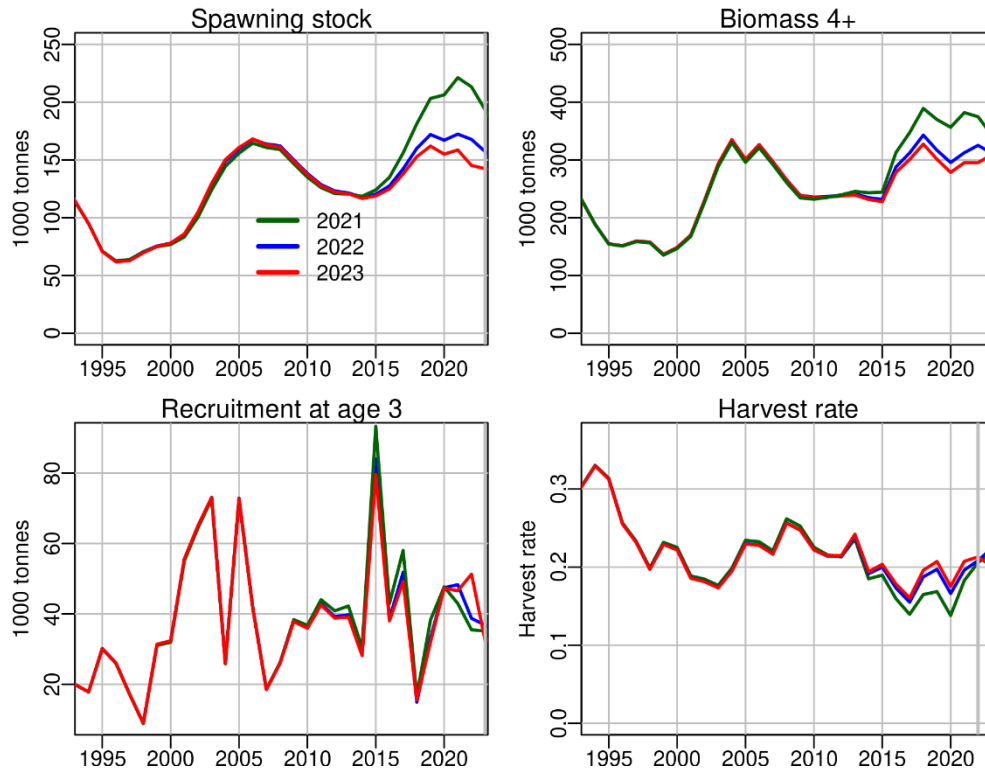 Spawning stock
1000 tonnes
0 50 100 150 200 250
2021
2022
2023
1995 2000 2005 2010 2015 2020
Biomass 4+
1000 tonnes
0 100 200 300 400 500
1995 2000 2005 2010 2015 2020
Recruitment at age 3
1000 tonnes
20 40 60 80
1995 2000 2005 2010 2015 2020
Harvest rate
Harvest rate
0.0 0.1 0.2 0.3
1995 2000 2005 2010 2015 2020